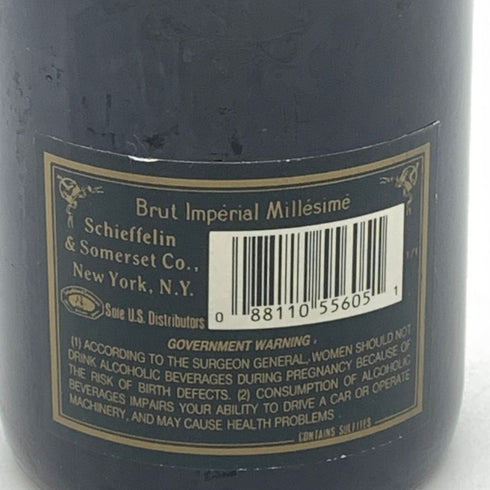 Brut Impérial Millésimé
Schieffelin
& Somerset Co.,
New York, N.Y.
Sole U.S. Distributors
0 88110 55605 1
GOVERNMENT WARNING
(1) ACCORDING TO THE SURGEON GENERAL, WOMEN SHOULD NOT
DRINK ALCOHOLIC BEVERAGES DURING PREGNANCY BECAUSE OF
THE RISK OF BIRTH DEFECTS. (2) CONSUMPTION OF ALCOHOLIC
BEVERAGES IMPAIRS YOUR ABILITY TO DRIVE A CAR OR OPERATE
MACHINERY, AND MAY CAUSE HEALTH PROBLEMS
CONTAINS SULFITES